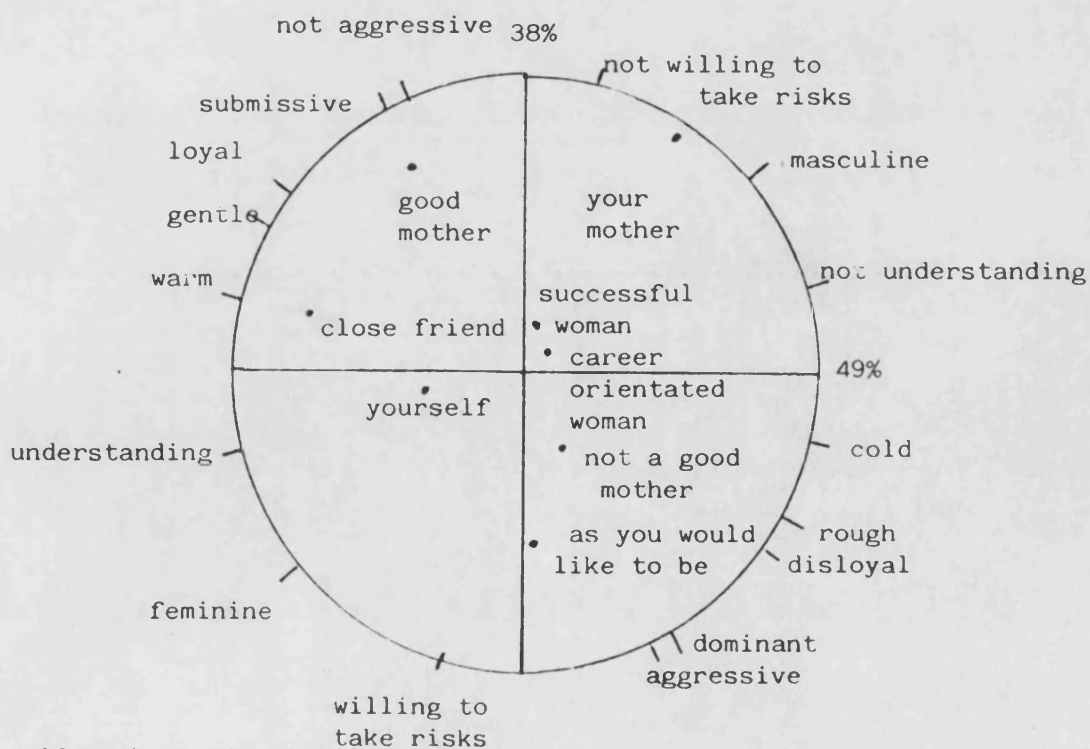 not aggressive 38%
not willing to
take risks
submissive
masculine
loyal
good
mother
your
mother
gentle
not understanding
warm
successful
woman
close friend
career
49%
orientated
woman
yourself
understanding
cold
not a good
mother
as you would
like to be
rough
disloyal
feminine
dominant
aggressive
willing to
take risks